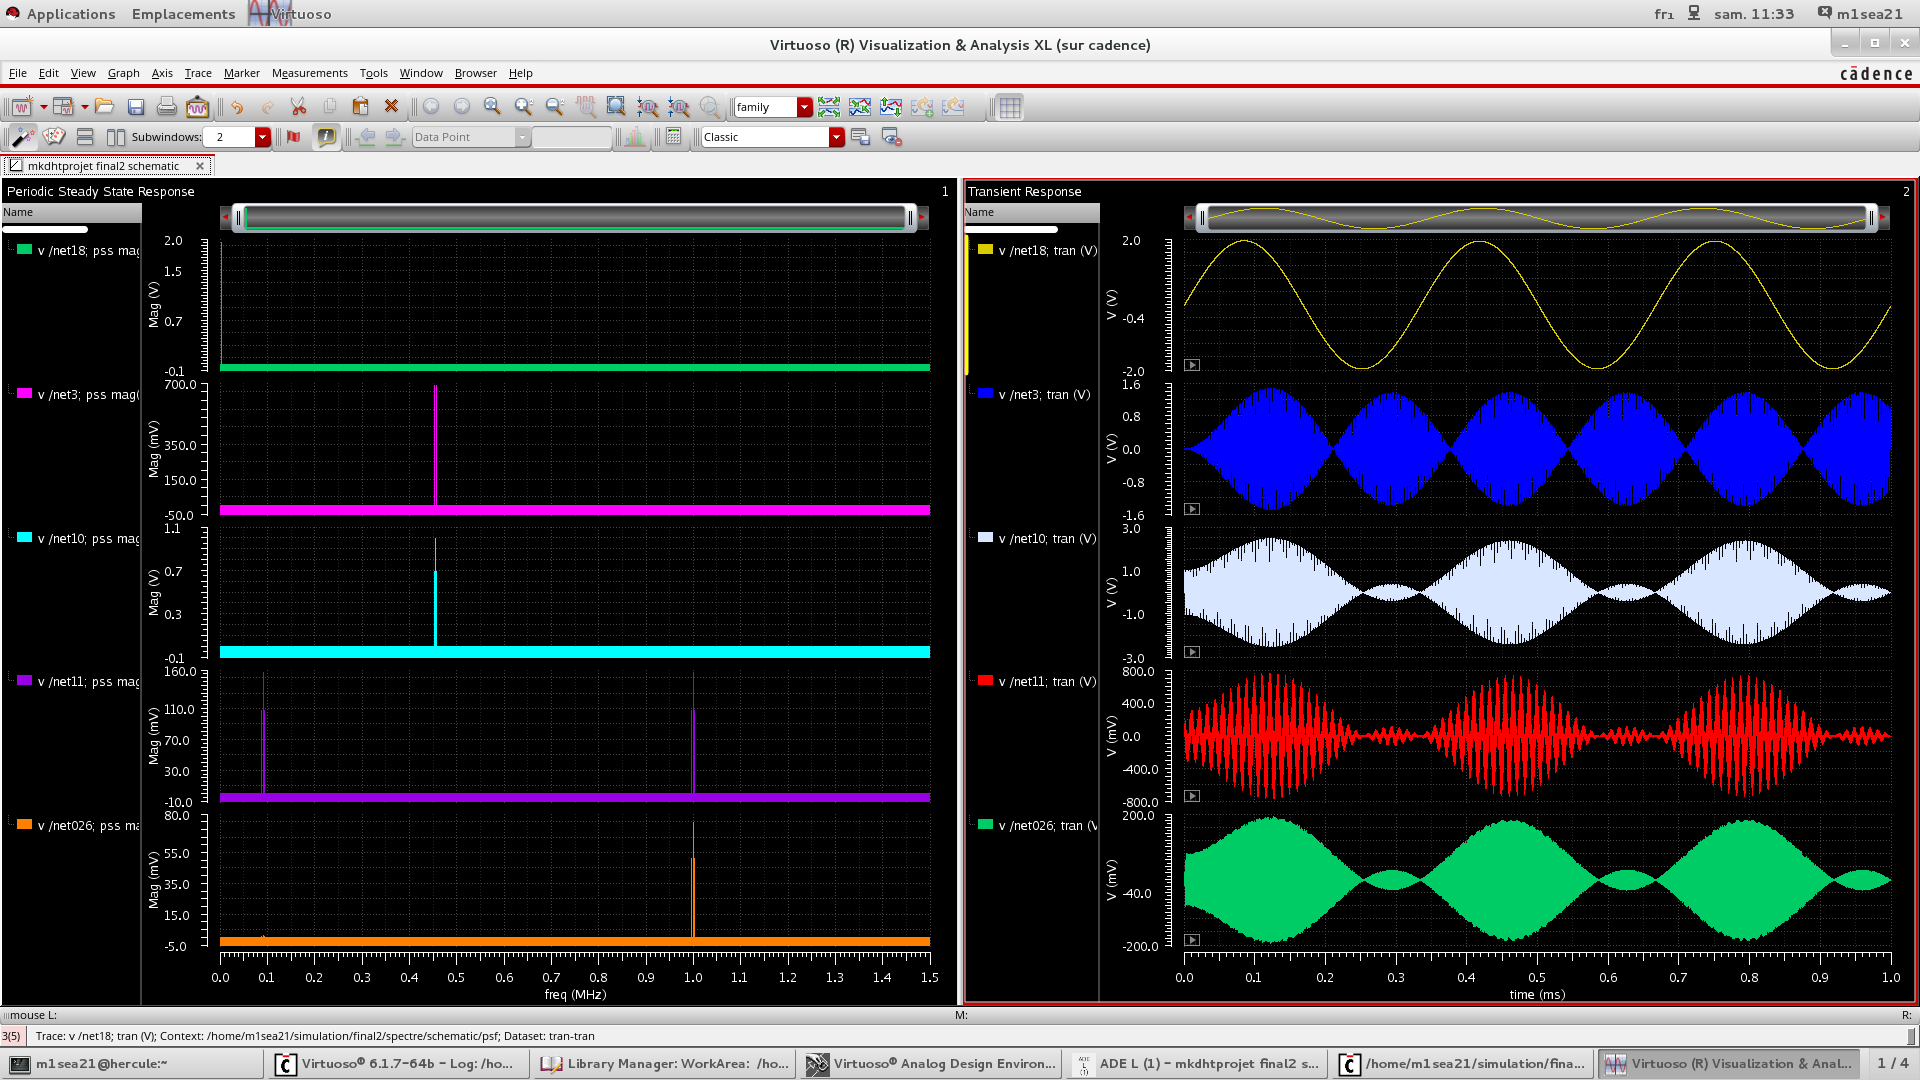 Applications Emplacements Virtuoso fr₁ sam. 11:33 m1sea21
Virtuoso (R) Visualization & Analysis XL (sur cadence)
File Edit View Graph Axis Trace Marker Measurements Tools Window Browser Help cādence
family
Subwindows: 2 Data Point Classic
mkdhtprojet final2 schematic
Periodic Steady State Response 1
Name
v /net18; pss mag
v /net3; pss mag(
v /net10; pss mag
v /net11; pss mag
v /net026; pss ma
Mag (V)
2.0
1.5
0.7
-0.1
Mag (mV)
700.0
350.0
150.0
-50.0
Mag (V)
1.1
0.7
0.3
-0.1
Mag (mV)
160.0
110.0
70.0
30.0
-10.0
Mag (mV)
80.0
55.0
35.0
15.0
-5.0
0.0 0.1 0.2 0.3 0.4 0.5 0.6 0.7 0.8 0.9 1.0 1.1 1.2 1.3 1.4 1.5
freq (MHz)
Transient Response 2
Name
v /net18; tran (V)
v /net3; tran (V)
v /net10; tran (V)
v /net11; tran (V)
v /net026; tran (V
V (V)
2.0
-0.4
-2.0
V (V)
1.6
0.8
0.0
-0.8
-1.6
V (V)
3.0
1.0
-1.0
-3.0
V (mV)
800.0
400.0
0.0
-400.0
-800.0
V (mV)
200.0
-40.0
-200.0
0.0 0.1 0.2 0.3 0.4 0.5 0.6 0.7 0.8 0.9 1.0
time (ms)
mouse L: M: R:
3(5) Trace: v /net18; tran (V); Context: /home/m1sea21/simulation/final2/spectre/schematic/psf; Dataset: tran-tran
m1sea21@hercule:~ Virtuoso® 6.1.7-64b - Log: /ho... Library Manager: WorkArea: /ho... Virtuoso® Analog Design Environ... ADE L (1) - mkdhtprojet final2 s... /home/m1sea21/simulation/fina... Virtuoso (R) Visualization & Anal... 1 / 4